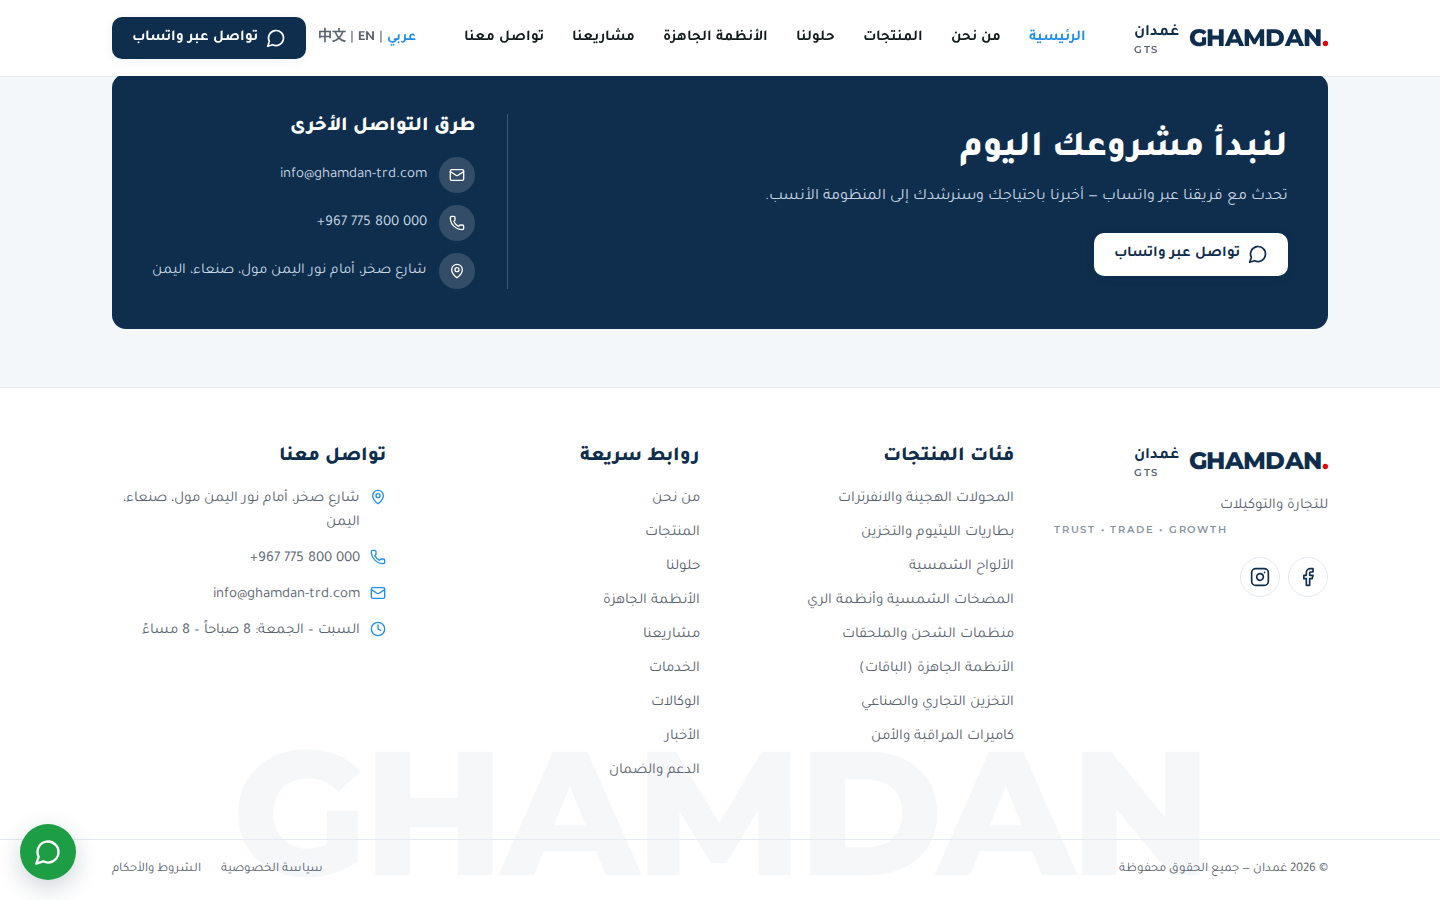 GHAMDAN.
غمدان
GTS
الرئيسية
من نحن
المنتجات
حلولنا
الأنظمة الجاهزة
مشاريعنا
تواصل معنا
عربي | EN | 中文
تواصل عبر واتساب
لنبدأ مشروعك اليوم
تحدث مع فريقنا عبر واتساب – أخبرنا باحتياجك وسنرشدك إلى المنظومة الأنسب.
تواصل عبر واتساب
طرق التواصل الأخرى
info@ghamdan-trd.com
+967 775 800 000
شارع صخر، أمام نور اليمن مول، صنعاء، اليمن
GHAMDAN.
غمدان
GTS
للتجارة والتوكيلات
TRUST • TRADE • GROWTH
فئات المنتجات
المحولات الهجينة والانفرترات
بطاريات الليثيوم والتخزين
الألواح الشمسية
المضخات الشمسية وأنظمة الري
منظمات الشحن والملحقات
الأنظمة الجاهزة (الباقات)
التخزين التجاري والصناعي
كاميرات المراقبة والأمن
روابط سريعة
من نحن
المنتجات
حلولنا
الأنظمة الجاهزة
مشاريعنا
الخدمات
الوكالات
الأخبار
الدعم والضمان
تواصل معنا
شارع صخر، أمام نور اليمن مول، صنعاء،
اليمن
+967 775 800 000
info@ghamdan-trd.com
السبت - الجمعة: 8 صباحاً - 8 مساءً
GHAMDAN
© 2026 غمدان – جميع الحقوق محفوظة
سياسة الخصوصية
الشروط والأحكام